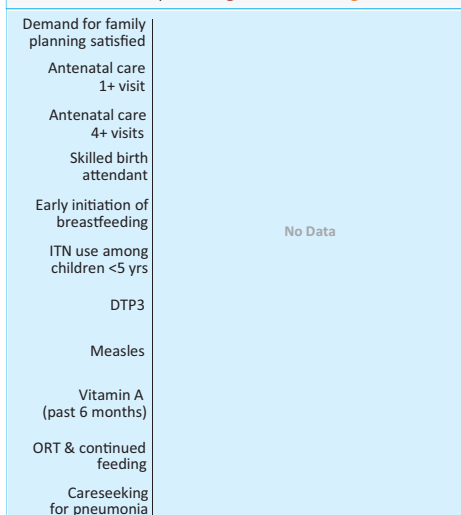 Demand for family
planning satisfied
Antenatal care
1+ visit
Antenatal care
4+ visits
Skilled birth
attendant
Early initiation of
breastfeeding
No Data
ITN use among
children <5 yrs
DTP3
Measles
Vitamin A
(past 6 months)
ORT & continued
feeding
Careseeking
for pneumonia